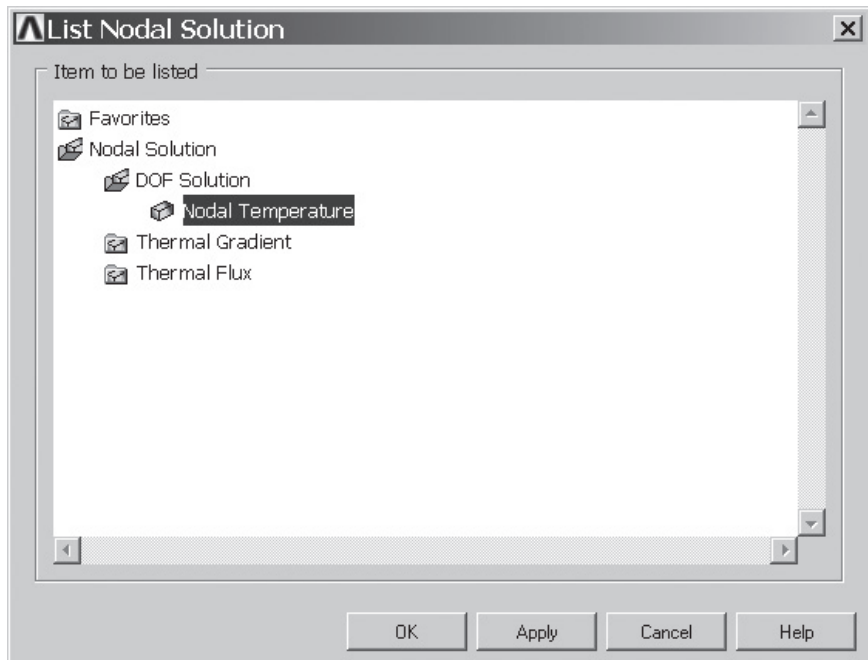 List Nodal Solution
Item to be listed
Favorites
Nodal Solution
DOF Solution
Nodal Temperature
Thermal Gradient
Thermal Flux
OK Apply Cancel Help